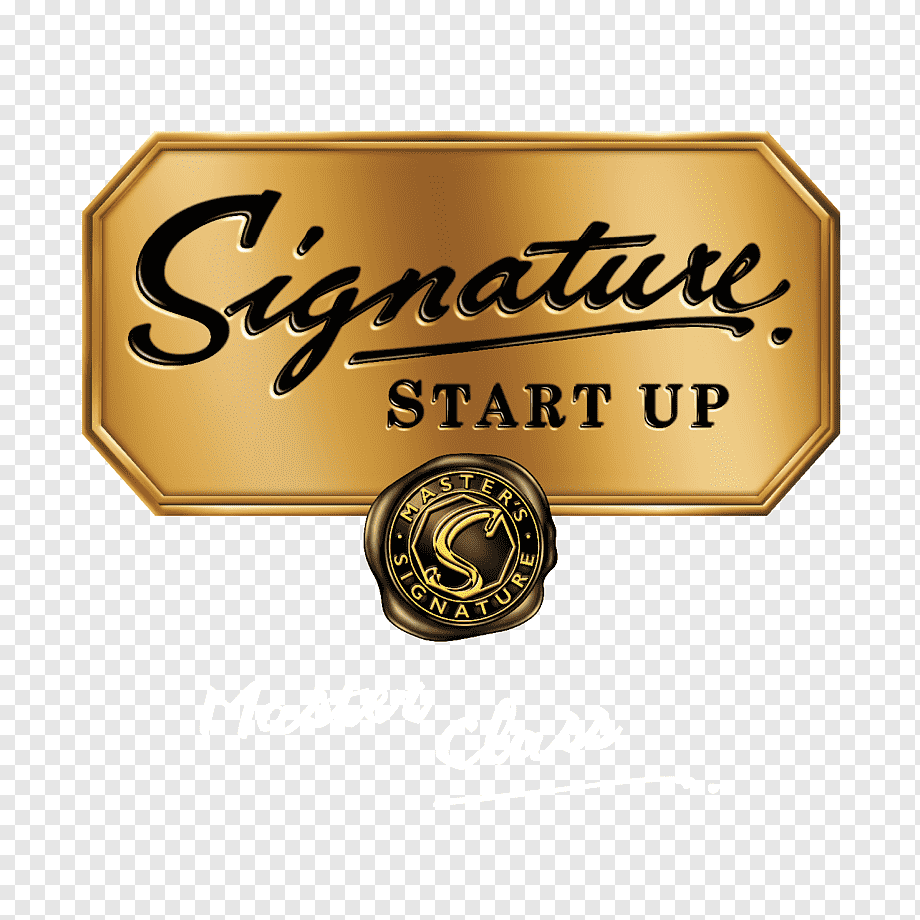 Signature.
START UP
MASTER'S
SIGNATURE
Master
Class.